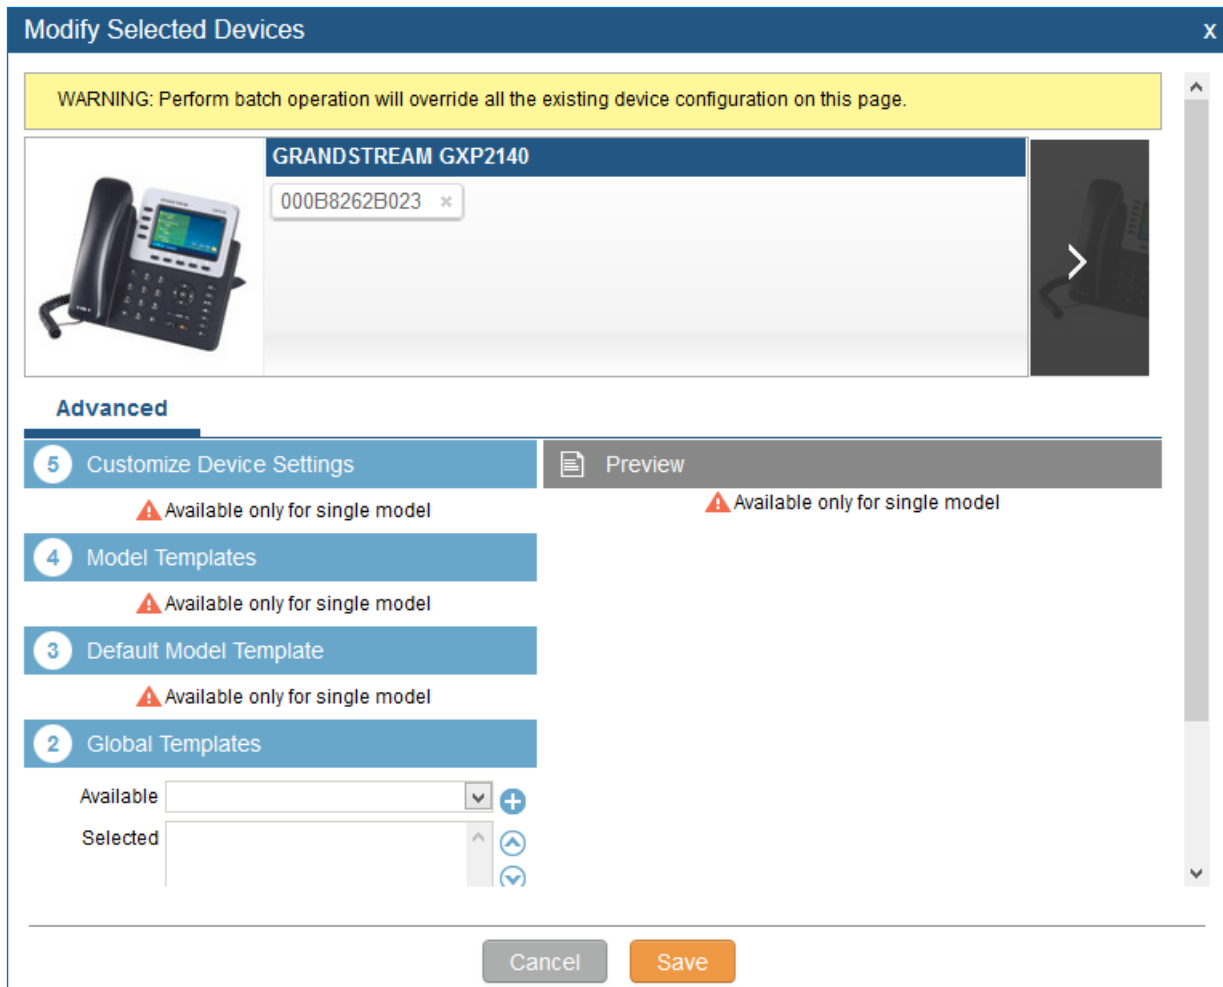 Modify Selected Devices x
WARNING: Perform batch operation will override all the existing device configuration on this page.
GRANDSTREAM GXP2140
000B8262B023 ×
Advanced
5 Customize Device Settings
Available only for single model
4 Model Templates
Available only for single model
3 Default Model Template
Available only for single model
2 Global Templates
Available
Selected
Preview
Available only for single model
Cancel
Save